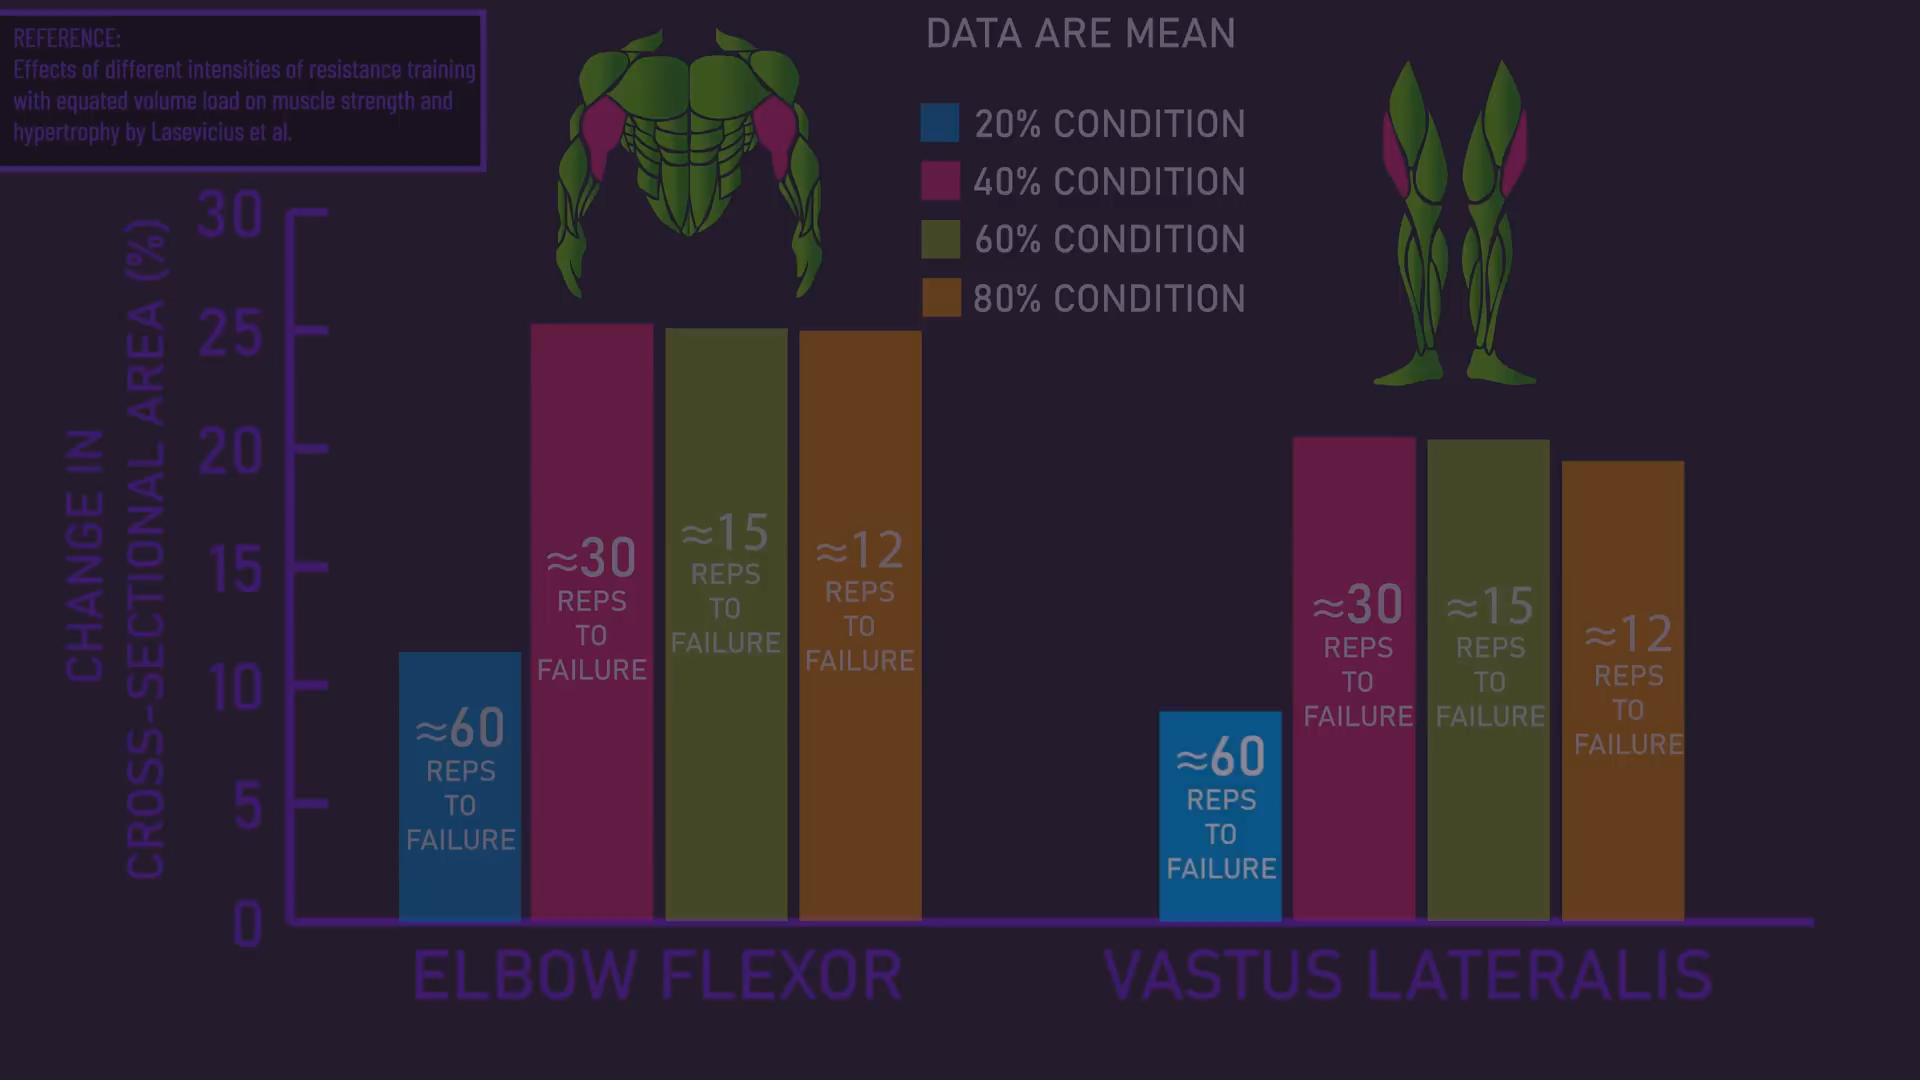 REFERENCE:
Effects of different intensities of resistance training
with equated volume load on muscle strength and
hypertrophy by Lasevicius et al.
DATA ARE MEAN
20% CONDITION
40% CONDITION
60% CONDITION
80% CONDITION
CHANGE IN
CROSS-SECTIONAL AREA (%)
30
25
20
15
10
5
0
≈60
REPS
TO
FAILURE
≈30
REPS
TO
FAILURE
≈15
REPS
TO
FAILURE
≈12
REPS
TO
FAILURE
≈60
REPS
TO
FAILURE
≈30
REPS
TO
FAILURE
≈15
REPS
TO
FAILURE
≈12
REPS
TO
FAILURE
ELBOW FLEXOR
VASTUS LATERALIS